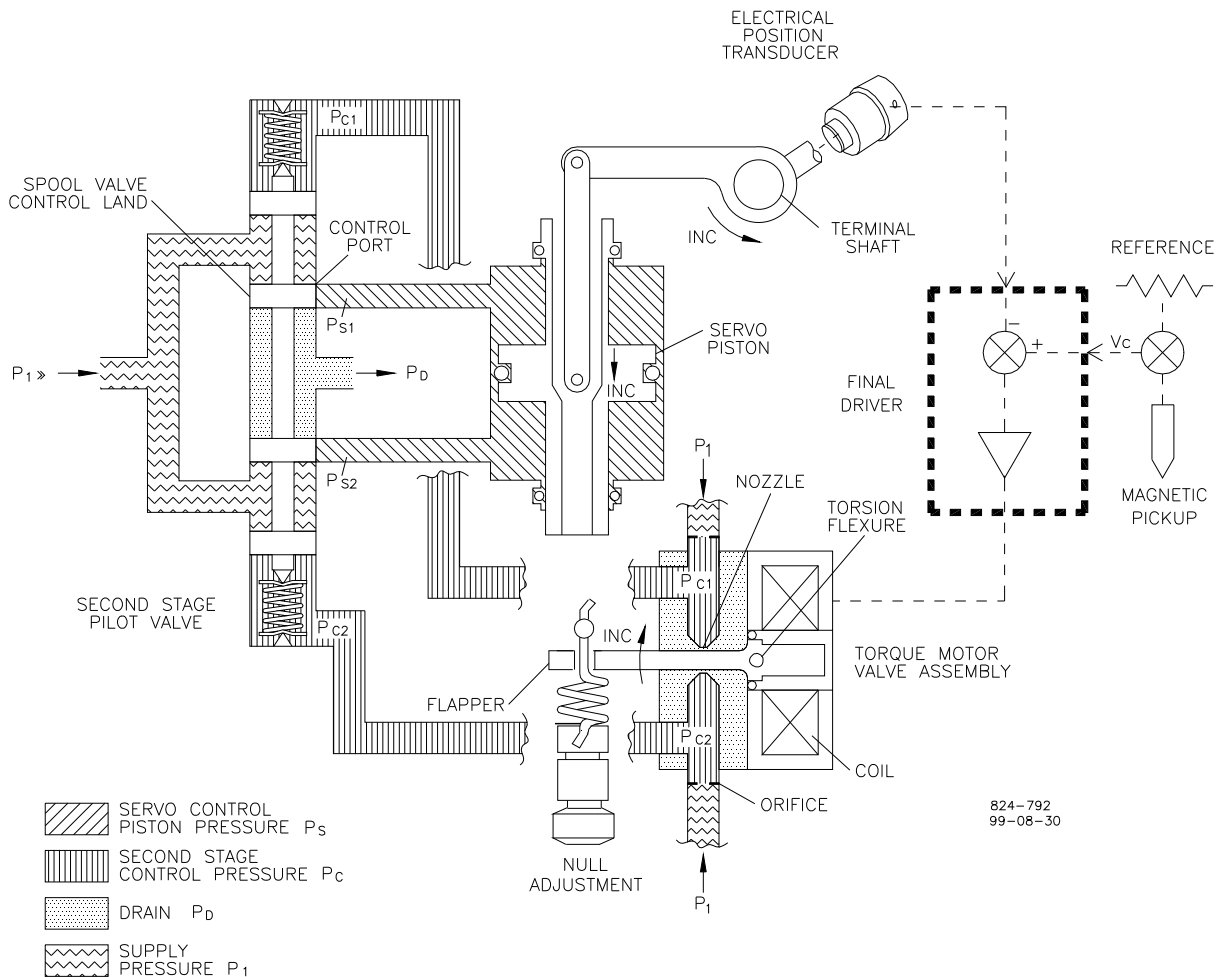 ELECTRICAL
POSITION
TRANSDUCER
PC1
SPOOL VALVE
CONTROL LAND
CONTROL
PORT
INC
TERMINAL
SHAFT
REFERENCE
PS1
SERVO
PISTON
- 
+
VC
P1 »
PD
INC
FINAL
DRIVER
PS2
P1
NOZZLE
TORSION
FLEXURE
MAGNETIC
PICKUP
PC1
SECOND STAGE
PILOT VALVE
PC2
INC
TORQUE MOTOR
VALVE ASSEMBLY
FLAPPER
PC2
COIL
ORIFICE
824-792
99-08-30
SERVO CONTROL
PISTON PRESSURE PS
SECOND STAGE
CONTROL PRESSURE PC
NULL
ADJUSTMENT
P1
DRAIN PD
SUPPLY
PRESSURE P1